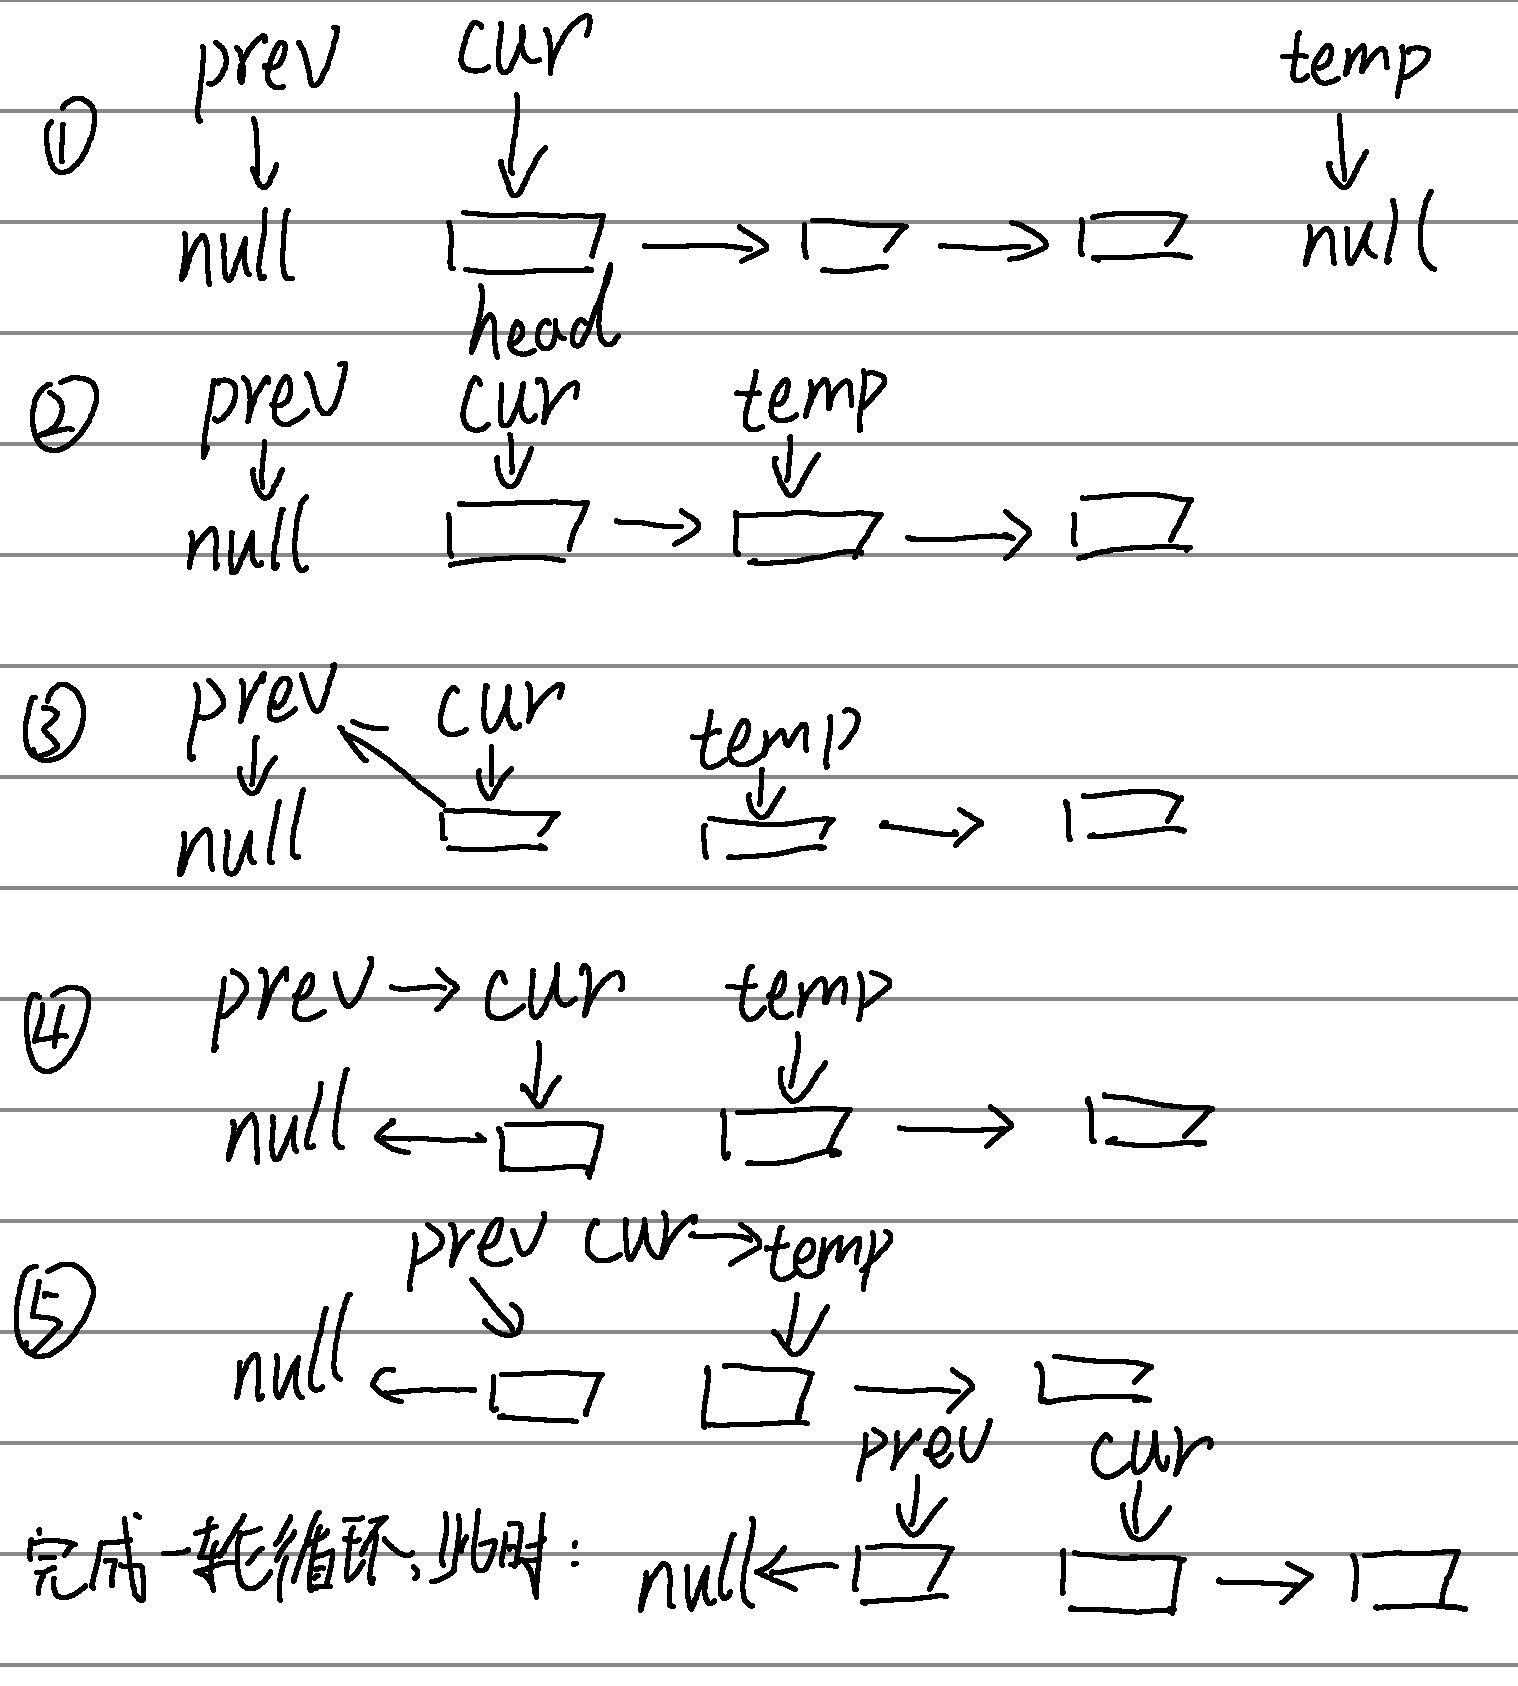 ① prev cur temp
null null
head
② prev cur temp
null
③ prev cur temp
null
④ prev → cur temp
null
⑤ prev cur → temp
null
prev cur
完成一轮循环,此时: null